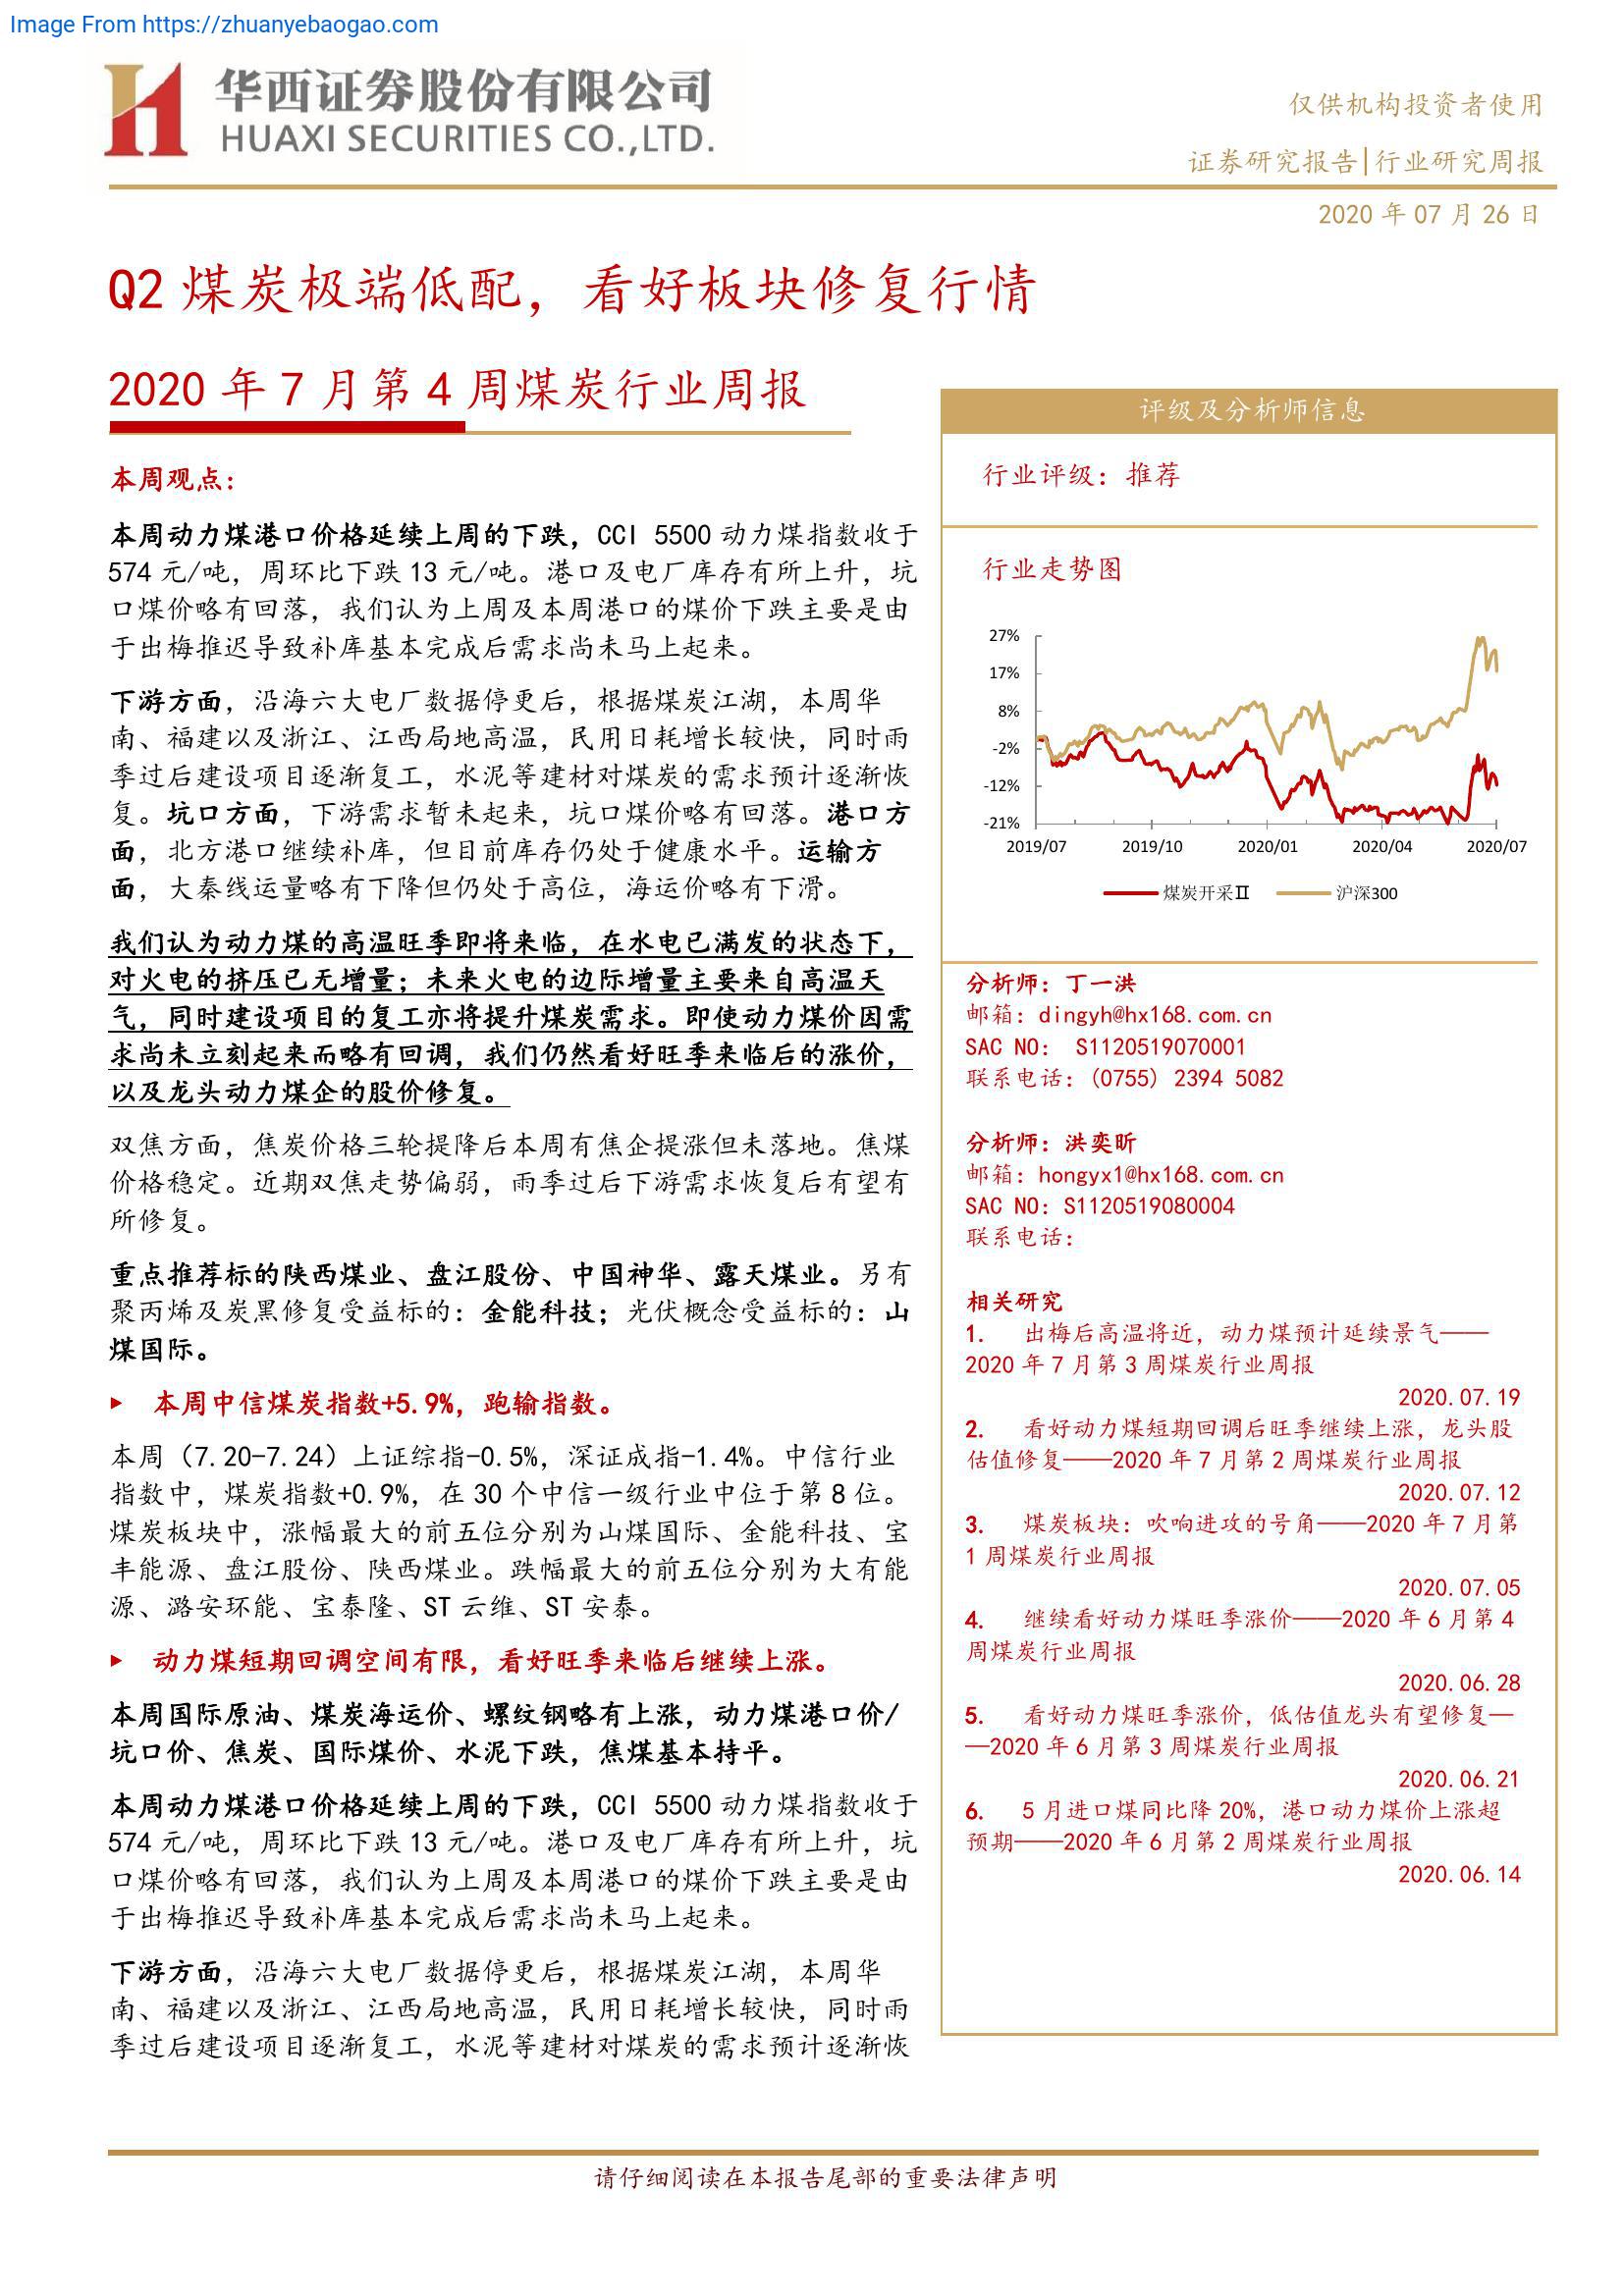 Image From https://zhuanyebaogao.com
华西证券股份有限公司
HUAXI SECURITIES CO.,LTD.
仅供机构投资者使用
证券研究报告|行业研究周报
2020 年 07 月 26 日
Q2 煤炭极端低配，看好板块修复行情
2020 年 7 月第 4 周煤炭行业周报
本周观点：
本周动力煤港口价格延续上周的下跌，CCI 5500 动力煤指数收于
574 元/吨，周环比下跌 13 元/吨。港口及电厂库存有所上升，坑
口煤价略有回落，我们认为上周及本周港口的煤价下跌主要是由
于出梅推迟导致补库基本完成后需求尚未马上起来。
下游方面，沿海六大电厂数据停更后，根据煤炭江湖，本周华
南、福建以及浙江、江西局地高温，民用日耗增长较快，同时雨
季过后建设项目逐渐复工，水泥等建材对煤炭的需求预计逐渐恢
复。坑口方面，下游需求暂未起来，坑口煤价略有回落。港口方
面，北方港口继续补库，但目前库存仍处于健康水平。运输方
面，大秦线运量略有下降但仍处于高位，海运价略有下滑。
我们认为动力煤的高温旺季即将来临，在水电已满发的状态下，
对火电的挤压已无增量；未来火电的边际增量主要来自高温天
气，同时建设项目的复工亦将提升煤炭需求。即使动力煤价因需
求尚未立刻起来而略有回调，我们仍然看好旺季来临后的涨价，
以及龙头动力煤企的股价修复。
双焦方面，焦炭价格三轮提降后本周有焦企提涨但未落地。焦煤
价格稳定。近期双焦走势偏弱，雨季过后下游需求恢复后有望有
所修复。
重点推荐标的陕西煤业、盘江股份、中国神华、露天煤业。另有
聚丙烯及炭黑修复受益标的：金能科技；光伏概念受益标的：山
煤国际。
▶ 本周中信煤炭指数+5.9%，跑输指数。
本周（7.20-7.24）上证综指-0.5%，深证成指-1.4%。中信行业
指数中，煤炭指数+0.9%，在 30 个中信一级行业中位于第 8 位。
煤炭板块中，涨幅最大的前五位分别为山煤国际、金能科技、宝
丰能源、盘江股份、陕西煤业。跌幅最大的前五位分别为大有能
源、潞安环能、宝泰隆、ST 云维、ST 安泰。
▶ 动力煤短期回调空间有限，看好旺季来临后继续上涨。
本周国际原油、煤炭海运价、螺纹钢略有上涨，动力煤港口价/
坑口价、焦炭、国际煤价、水泥下跌，焦煤基本持平。
本周动力煤港口价格延续上周的下跌，CCI 5500 动力煤指数收于
574 元/吨，周环比下跌 13 元/吨。港口及电厂库存有所上升，坑
口煤价略有回落，我们认为上周及本周港口的煤价下跌主要是由
于出梅推迟导致补库基本完成后需求尚未马上起来。
下游方面，沿海六大电厂数据停更后，根据煤炭江湖，本周华
南、福建以及浙江、江西局地高温，民用日耗增长较快，同时雨
季过后建设项目逐渐复工，水泥等建材对煤炭的需求预计逐渐恢
评级及分析师信息
行业评级：推荐
行业走势图
27%
17%
8%
-2%
-12%
-21%
2019/07 2019/10 2020/01 2020/04 2020/07
煤炭开采Ⅱ 沪深300
分析师：丁一洪
邮箱：dingyh@hx168.com.cn
SAC NO： S1120519070001
联系电话：(0755) 2394 5082
分析师：洪奕昕
邮箱：hongyx1@hx168.com.cn
SAC NO：S1120519080004
联系电话：
相关研究
1. 出梅后高温将近，动力煤预计延续景气——
2020 年 7 月第 3 周煤炭行业周报
2020.07.19
2. 看好动力煤短期回调后旺季继续上涨，龙头股
估值修复——2020 年 7 月第 2 周煤炭行业周报
2020.07.12
3. 煤炭板块：吹响进攻的号角——2020 年 7 月第
1 周煤炭行业周报
2020.07.05
4. 继续看好动力煤旺季涨价——2020 年 6 月第 4
周煤炭行业周报
2020.06.28
5. 看好动力煤旺季涨价，低估值龙头有望修复—
—2020 年 6 月第 3 周煤炭行业周报
2020.06.21
6. 5 月进口煤同比降 20%，港口动力煤价上涨超
预期——2020 年 6 月第 2 周煤炭行业周报
2020.06.14
请仔细阅读在本报告尾部的重要法律声明